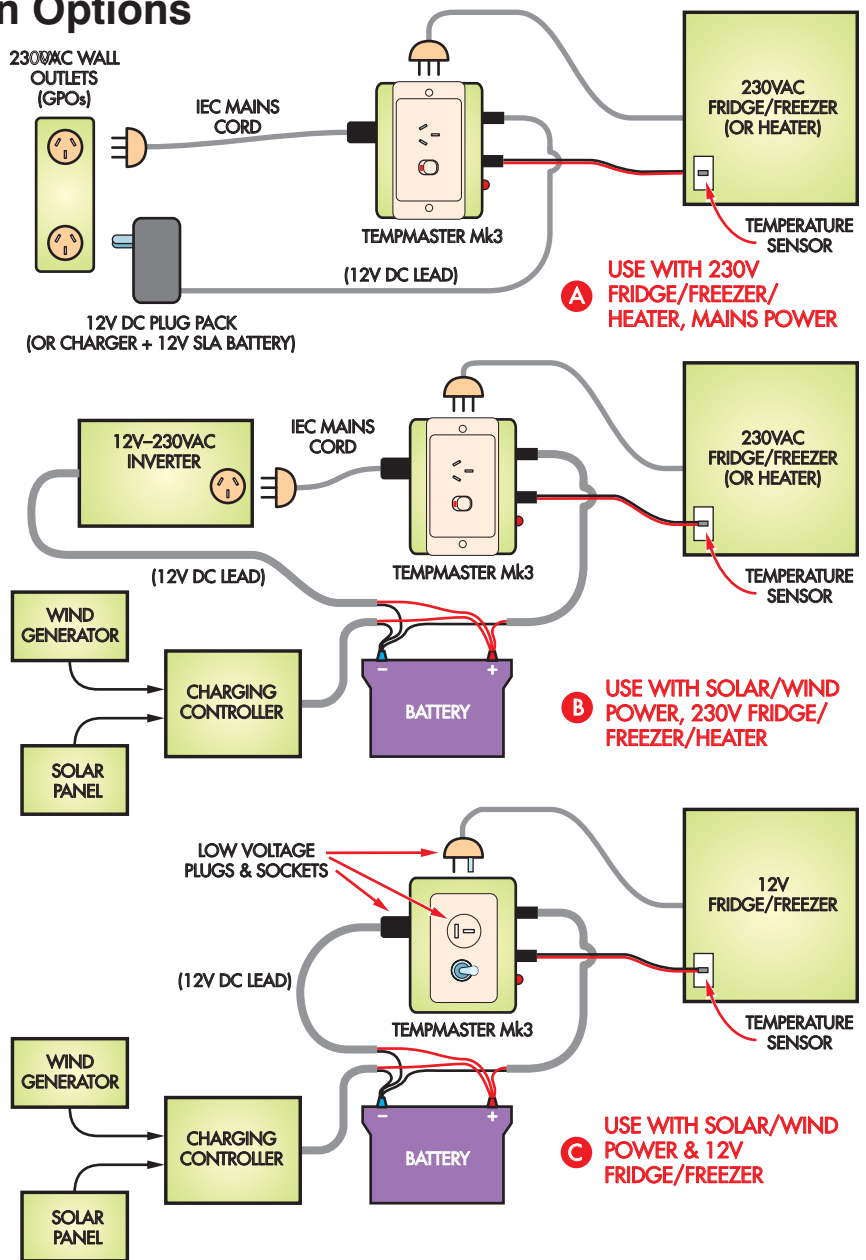 n Options
230VAC WALL
OUTLETS
(GPOs)
IEC MAINS
CORD
230VAC
FRIDGE/FREEZER
(OR HEATER)
TEMPMASTER Mk3
TEMPERATURE
SENSOR
(12V DC LEAD)
12V DC PLUG PACK
(OR CHARGER + 12V SLA BATTERY)
A
USE WITH 230V
FRIDGE/FREEZER/
HEATER, MAINS POWER
12V–230VAC
INVERTER
IEC MAINS
CORD
230VAC
FRIDGE/FREEZER
(OR HEATER)
TEMPMASTER Mk3
TEMPERATURE
SENSOR
(12V DC LEAD)
WIND
GENERATOR
CHARGING
CONTROLLER
SOLAR
PANEL
–
+
BATTERY
B
USE WITH SOLAR/WIND
POWER, 230V FRIDGE/
FREEZER/HEATER
LOW VOLTAGE
PLUGS & SOCKETS
12V
FRIDGE/FREEZER
(12V DC LEAD)
TEMPMASTER Mk3
TEMPERATURE
SENSOR
WIND
GENERATOR
CHARGING
CONTROLLER
SOLAR
PANEL
–
+
BATTERY
C
USE WITH SOLAR/WIND
POWER & 12V
FRIDGE/FREEZER